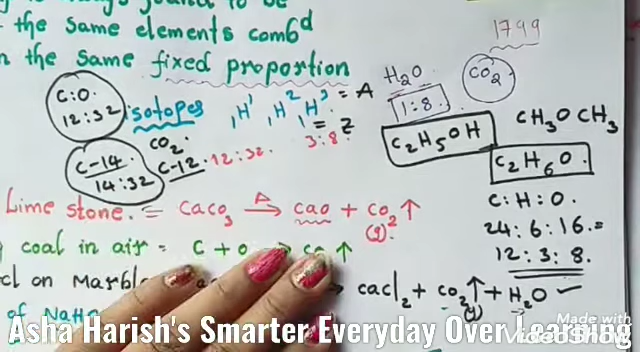 the same elements comb^d
the same fixed proportion
1799
C:O.
12:32
isotopes
₁H¹ ₁H² ₁H³ = A
= Z
3:8.
H₂O
1:8.
CO₂
CO₂.
C-14
14:32
C-12. 12:32.
C₂H₅OH
CH₃OCH₃
C₂H₆O.
C:H:O.
24:6:16.=
12:3:8.
Lime stone. = CaCO₃ →Δ CaO + CO₂↑
(g).
coal in air = C + O
cl on Marble
→ CaCl₂ + CO₂↑ + H₂O
(g)
of
Made with
VideoShow
Asha Harish's Smarter Everyday Over Learning